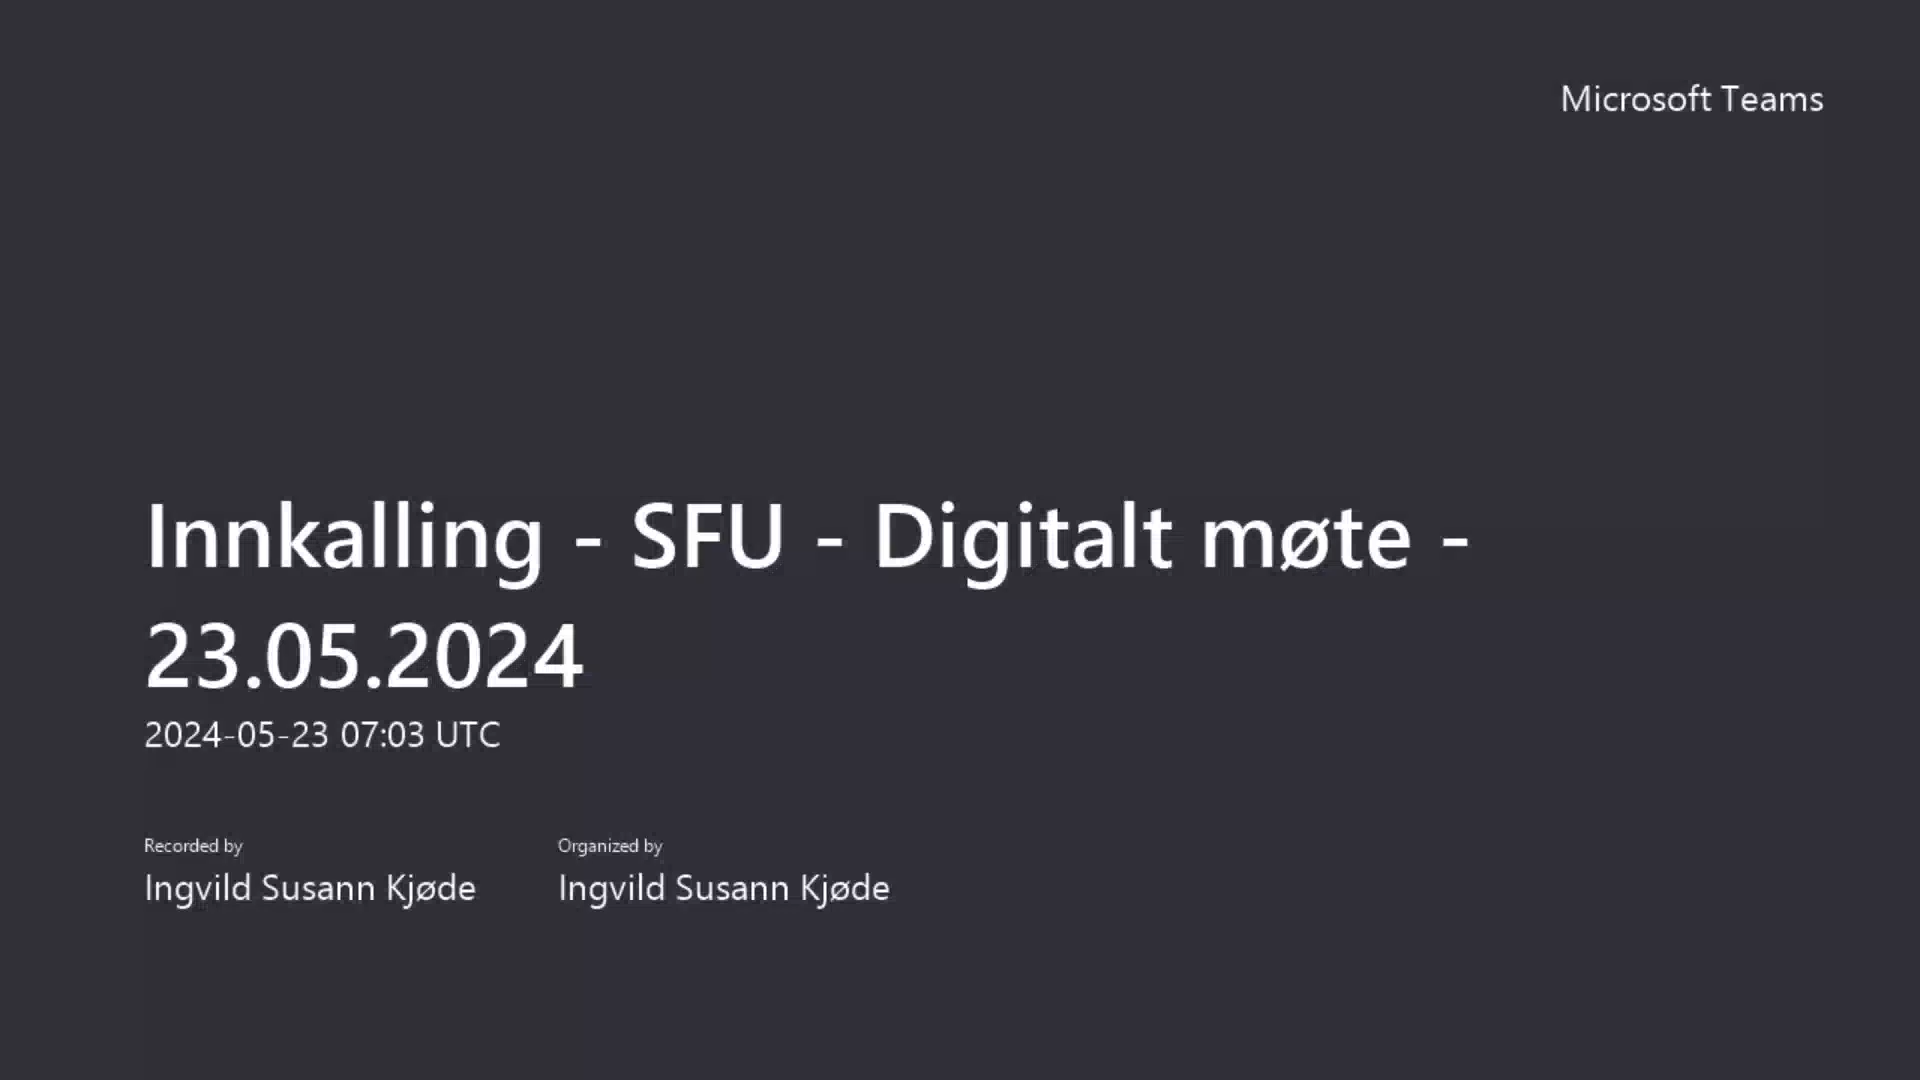 Microsoft Teams
Innkalling - SFU - Digitalt møte -
23.05.2024
2024-05-23 07:03 UTC
Recorded by
Organized by
Ingvild Susann Kjøde
Ingvild Susann Kjøde